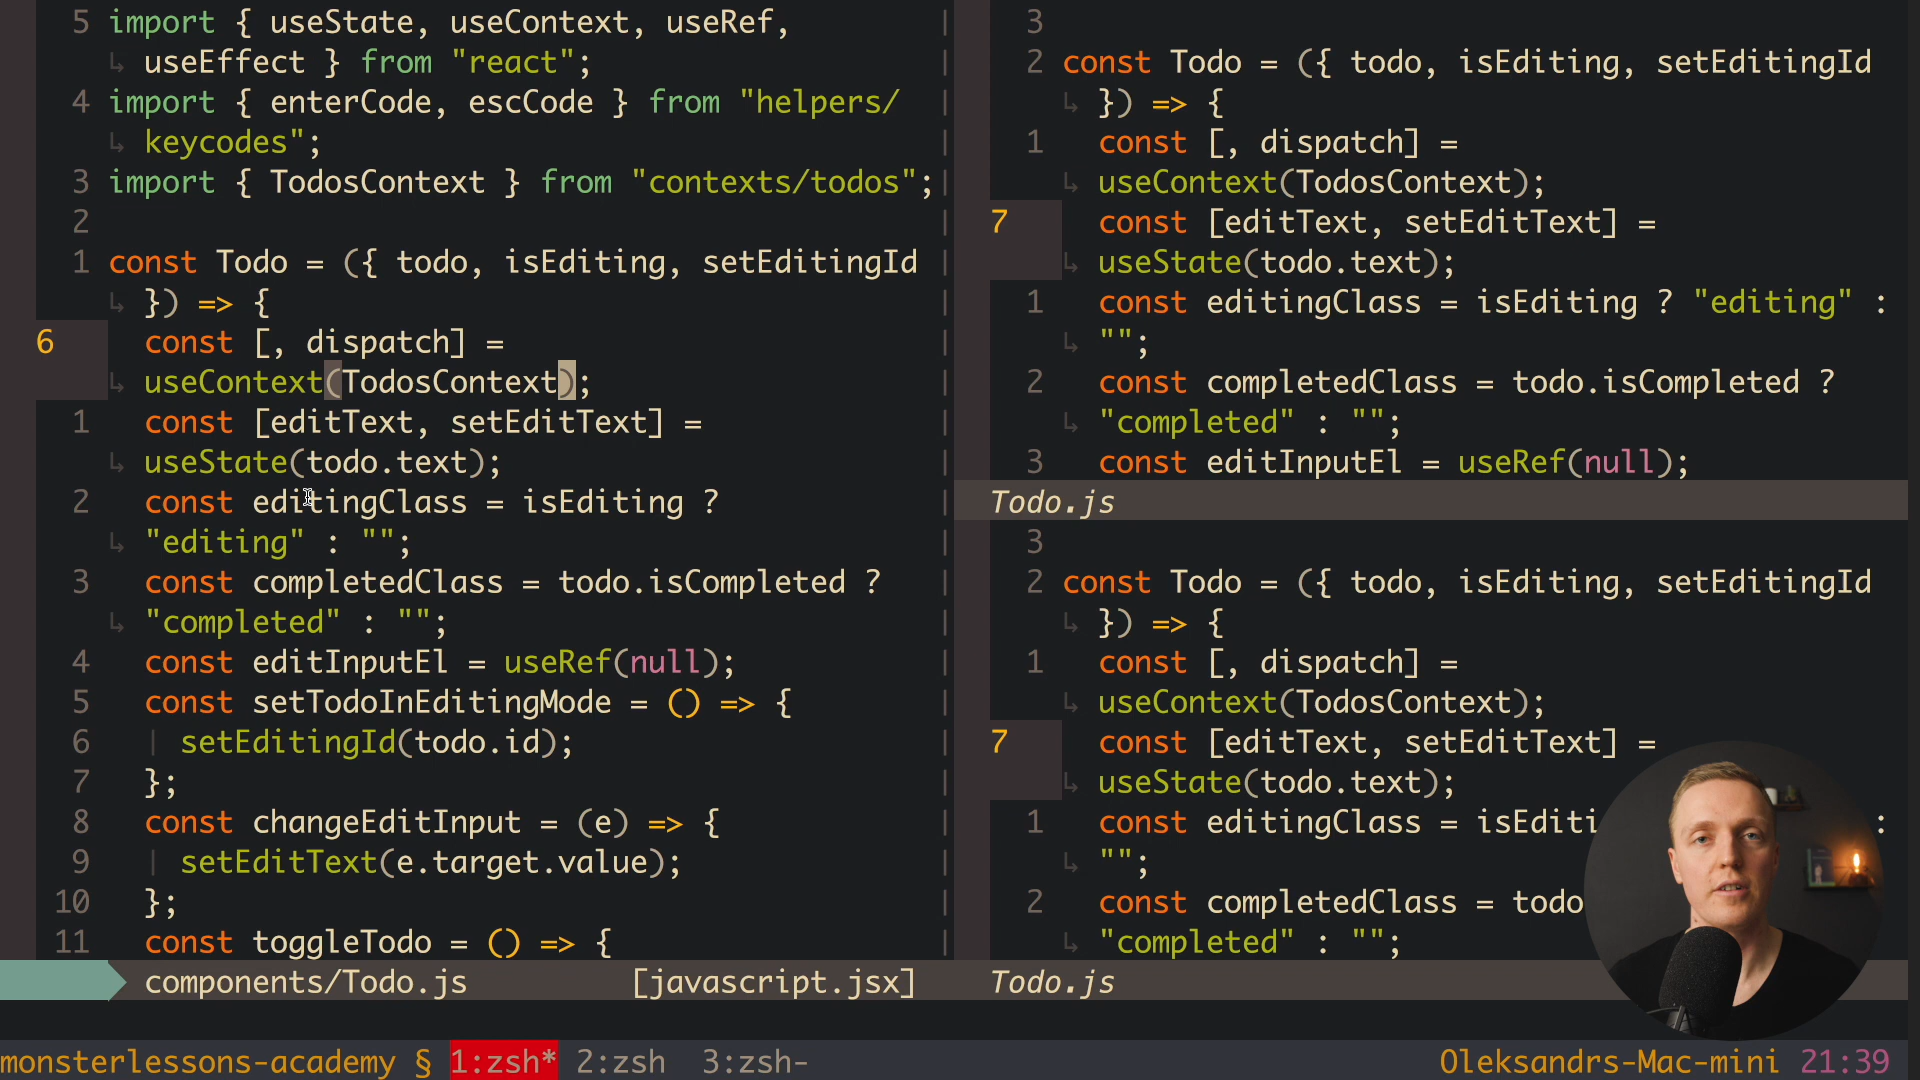 5 import { useState, useContext, useRef,
↳ useEffect } from "react";
4 import { enterCode, escCode } from "helpers/
↳ keycodes";
3 import { TodosContext } from "contexts/todos";
2
1 const Todo = ({ todo, isEditing, setEditingId
↳ }) => {
6 const [, dispatch] =
↳ useContext(TodosContext);
1 const [editText, setEditText] =
↳ useState(todo.text);
2 const editingClass = isEditing ?
↳ "editing" : "";
3 const completedClass = todo.isCompleted ?
↳ "completed" : "";
4 const editInputEl = useRef(null);
5 const setTodoInEditingMode = () => {
6 | setEditingId(todo.id);
7 };
8 const changeEditInput = (e) => {
9 | setEditText(e.target.value);
10 };
11 const toggleTodo = () => {
components/Todo.js [javascript.jsx]
3
2 const Todo = ({ todo, isEditing, setEditingId
↳ }) => {
1 const [, dispatch] =
↳ useContext(TodosContext);
7 const [editText, setEditText] =
↳ useState(todo.text);
1 const editingClass = isEditing ? "editing" :
↳ "";
2 const completedClass = todo.isCompleted ?
↳ "completed" : "";
3 const editInputEl = useRef(null);
Todo.js
3
2 const Todo = ({ todo, isEditing, setEditingId
↳ }) => {
1 const [, dispatch] =
↳ useContext(TodosContext);
7 const [editText, setEditText] =
↳ useState(todo.text);
1 const editingClass = isEditi :
↳ "";
2 const completedClass = todo
↳ "completed" : "";
Todo.js
monsterlessons-academy § 1:zsh* 2:zsh 3:zsh- Oleksandrs-Mac-mini 21:39